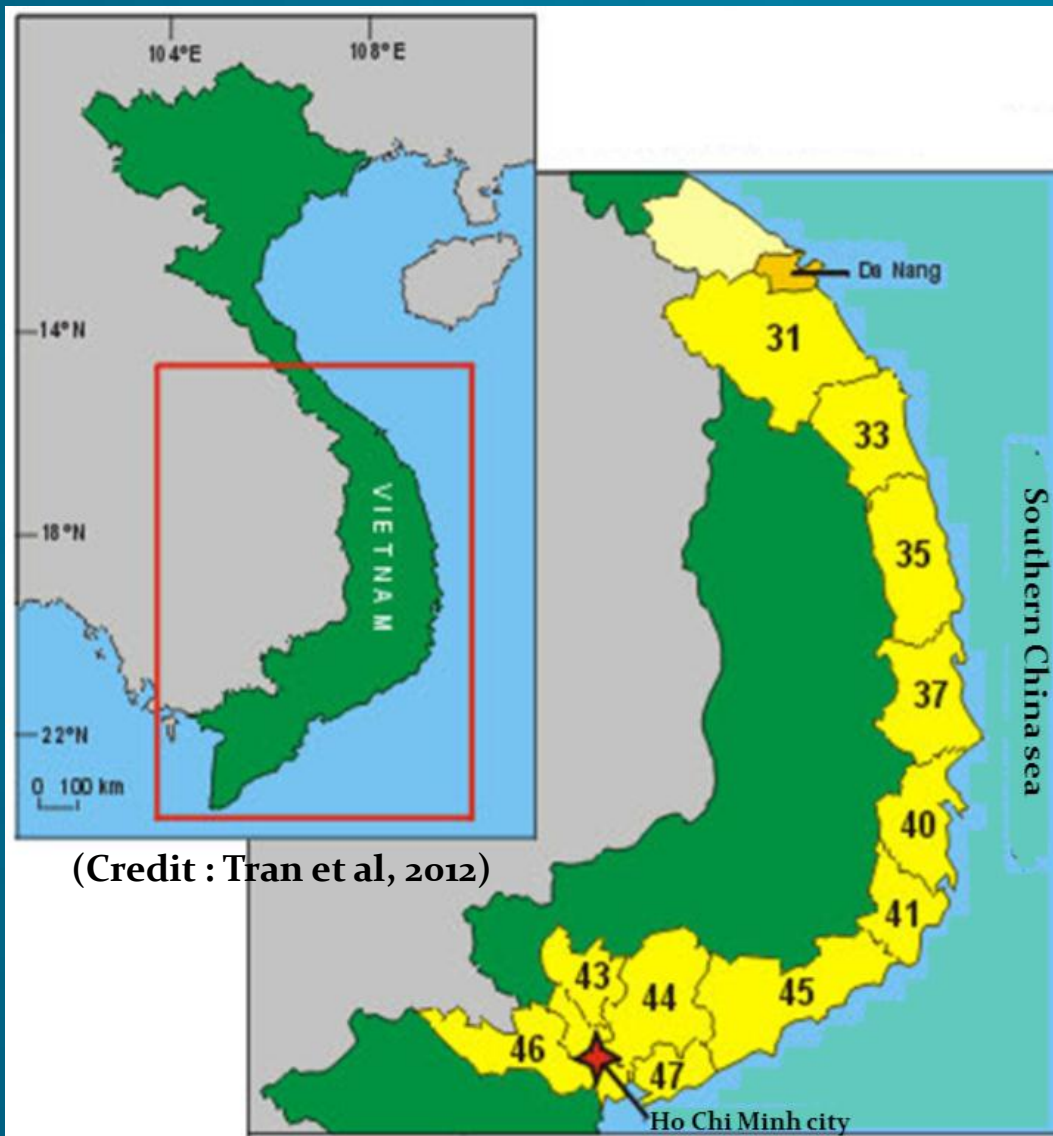 104°E
108°E
14°N
18°N
22°N
0 100 km
VIETNAM
(Credit : Tran et al, 2012)
Da Nang
31
33
35
37
40
41
43
44
45
46
47
Southern China sea
Ho Chi Minh city